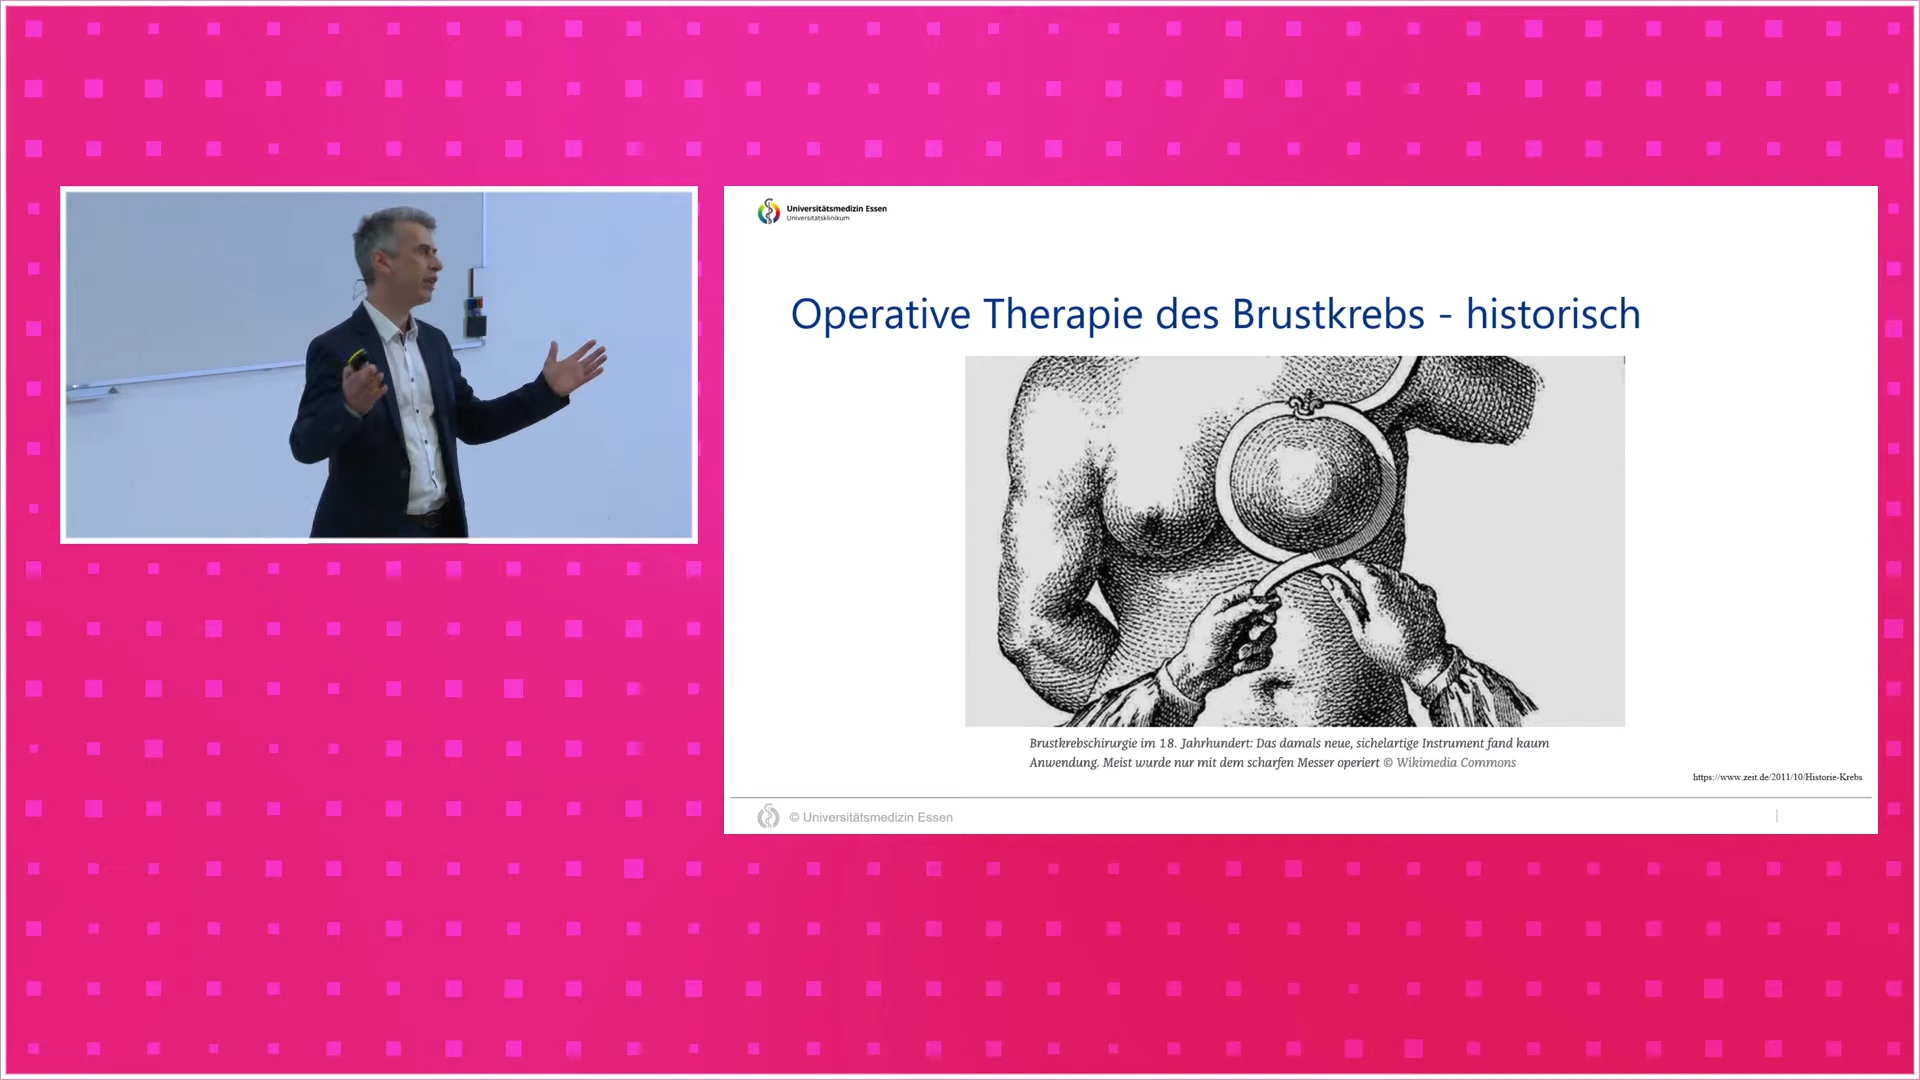 Universitätsmedizin Essen
Universitätsklinikum
Operative Therapie des Brustkrebs - historisch
Brustkrebschirurgie im 18. Jahrhundert: Das damals neue, sichelartige Instrument fand kaum
Anwendung. Meist wurde nur mit dem scharfen Messer operiert © Wikimedia Commons
https://www.zeit.de/2011/10/Historie-Krebs
© Universitätsmedizin Essen